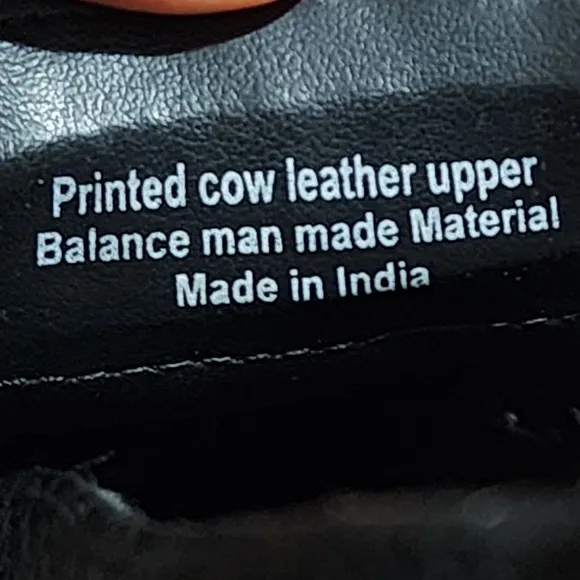 Printed cow leather upper
Balance man made Material
Made in India